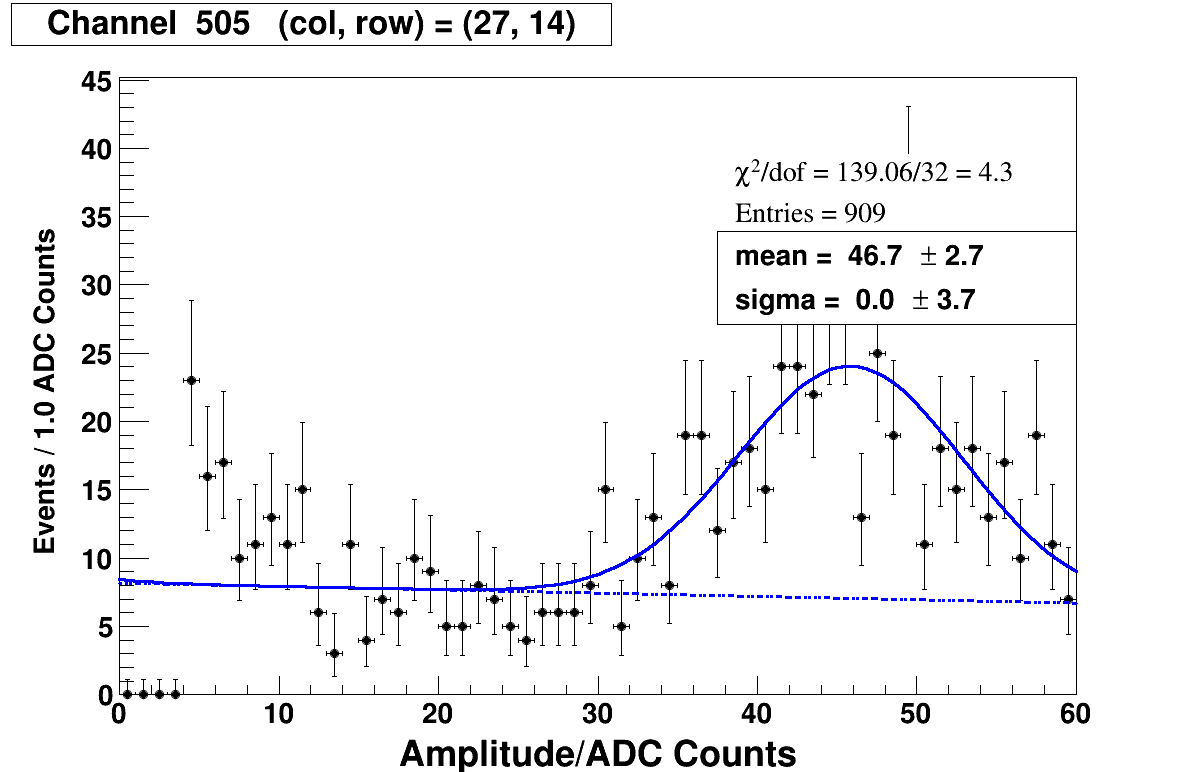 Channel 505 (col, row) = (27, 14)
χ²/dof = 139.06/32 = 4.3
Entries = 909
mean = 46.7 ± 2.7
sigma = 0.0 ± 3.7
Events / 1.0 ADC Counts
45
40
35
30
25
20
15
10
5
0
0 10 20 30 40 50 60
Amplitude/ADC Counts